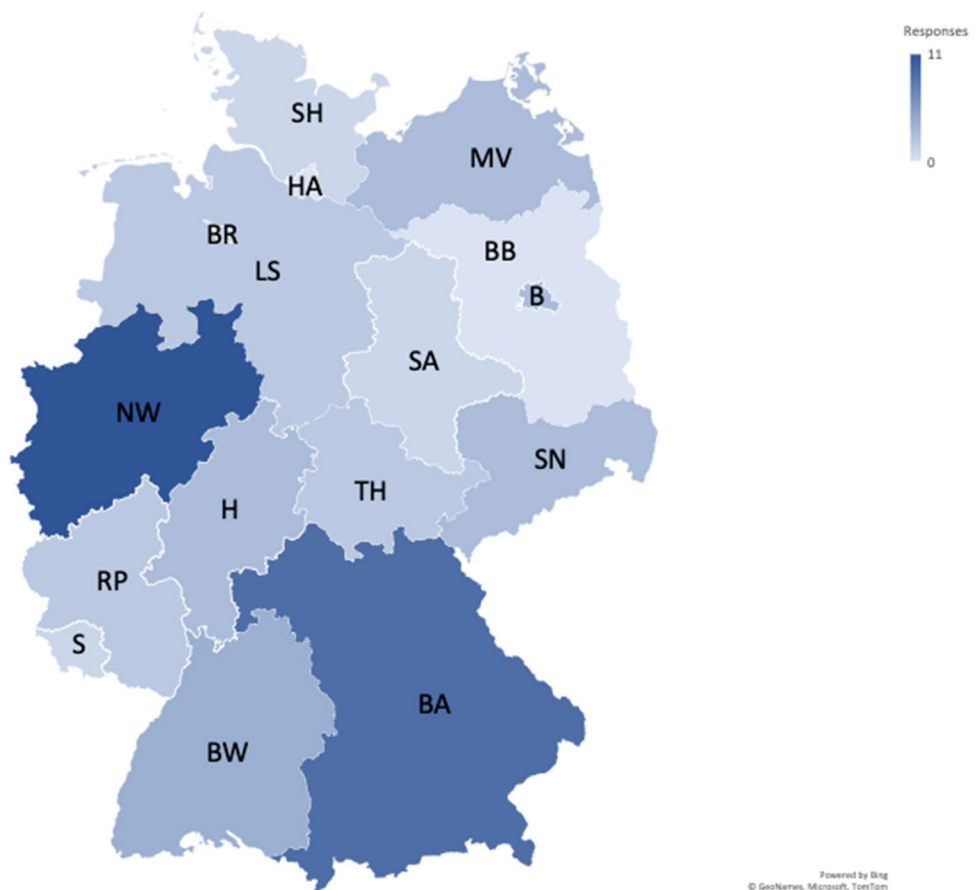 Responses
11
0
SH
MV
HA
BR
BB
LS
B
SA
NW
SN
TH
H
RP
S
BA
BW
Powered by Bing
© GeoNames, Microsoft, TomTom